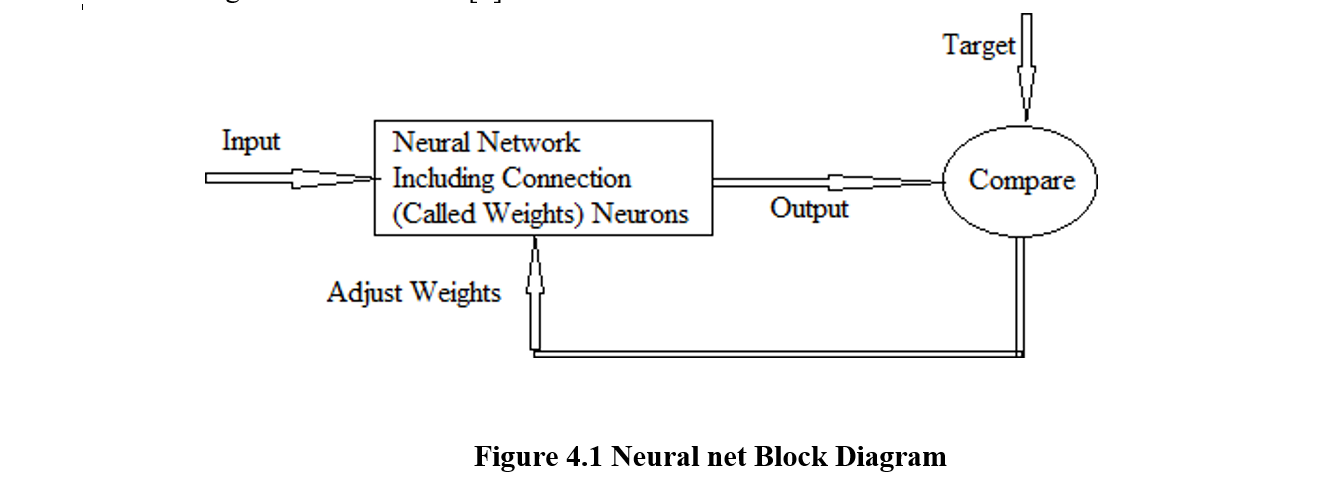 Target
Input
Neural Network
Including Connection
(Called Weights) Neurons
Compare
Output
Adjust Weights
Figure 4.1 Neural net Block Diagram